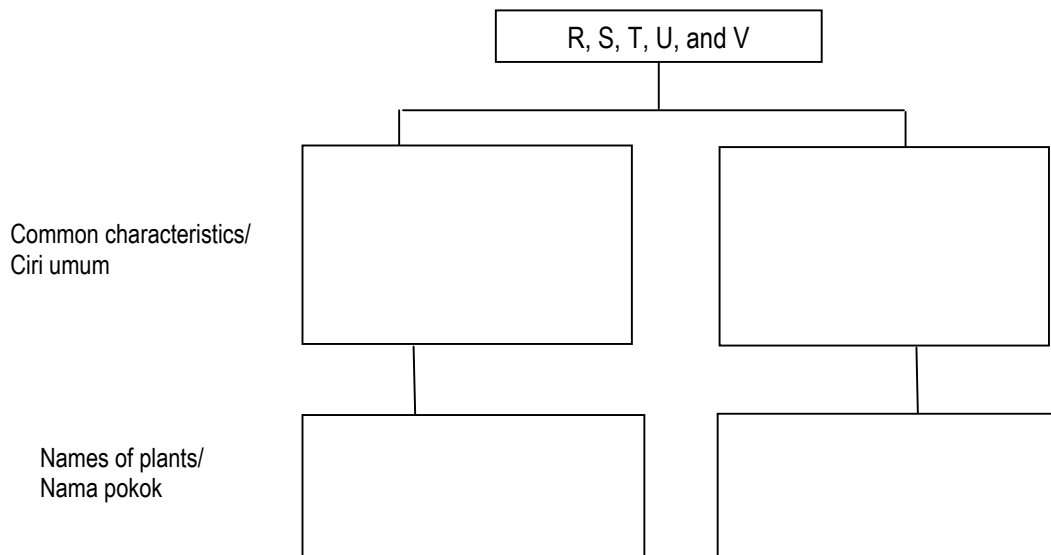 R, S, T, U, and V
Common characteristics/
Ciri umum
Names of plants/
Nama pokok